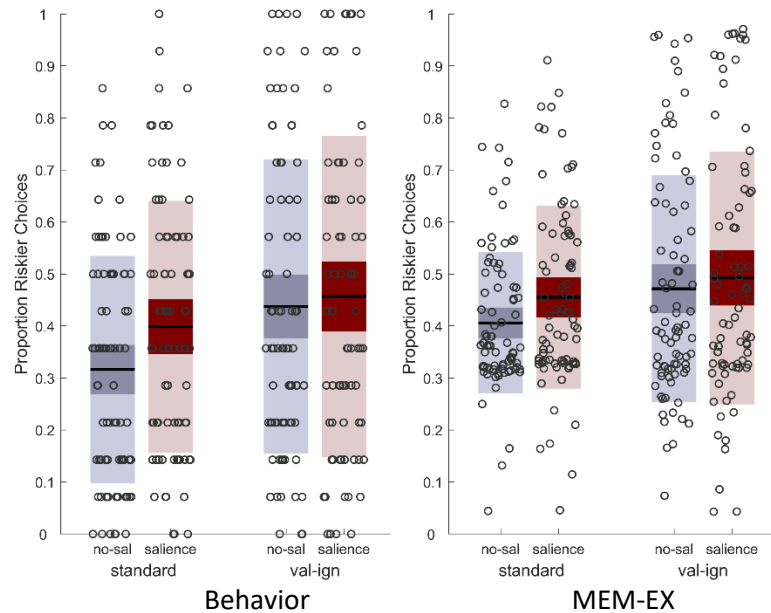 Proportion Riskier Choices
1
0.9
0.8
0.7
0.6
0.5
0.4
0.3
0.2
0.1
0
no-sal salience no-sal salience
standard val-ign
Behavior
Proportion Riskier Choices
1
0.9
0.8
0.7
0.6
0.5
0.4
0.3
0.2
0.1
0
no-sal salience no-sal salience
standard val-ign
MEM-EX